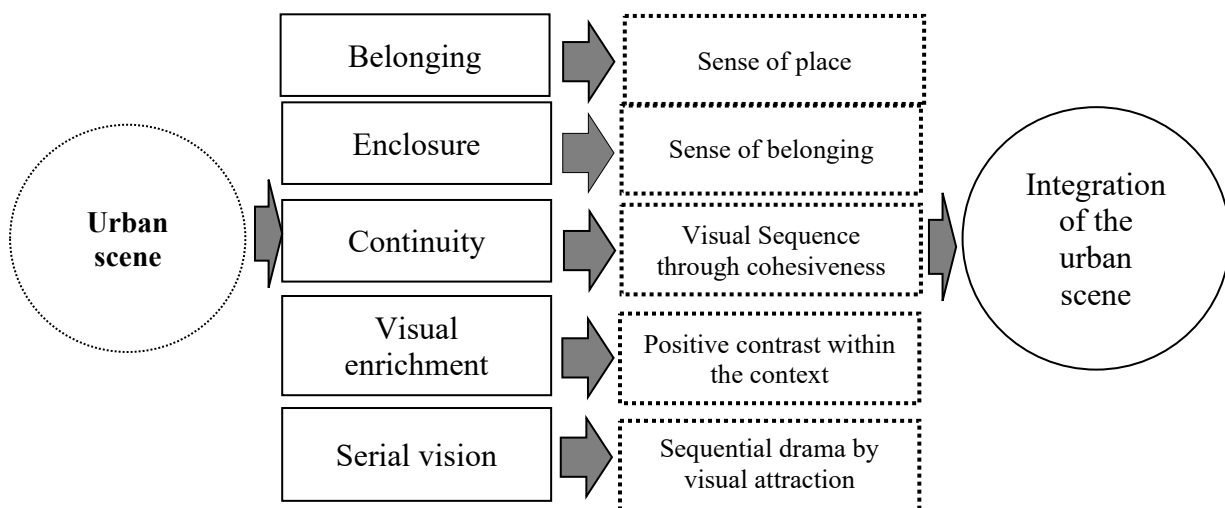 Urban
scene
Belonging
Enclosure
Continuity
Visual
enrichment
Serial vision
Sense of place
Sense of belonging
Visual Sequence
through cohesiveness
Positive contrast within
the context
Sequential drama by
visual attraction
Integration
of the
urban
scene